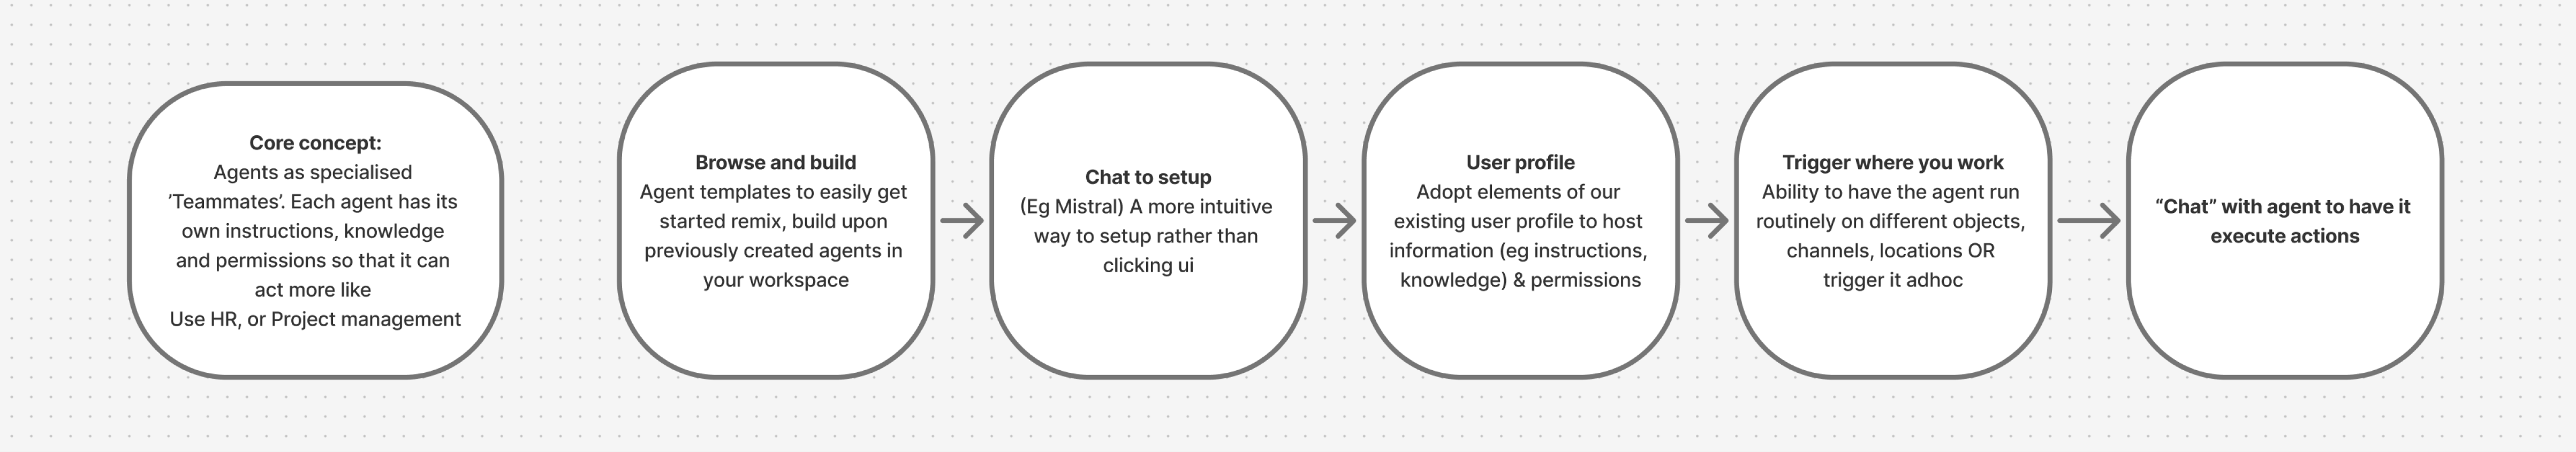 Core concept:
Agents as specialised
‘Teammates’. Each agent has its
own instructions, knowledge
and permissions so that it can
act more like
Use HR, or Project management
Browse and build
Agent templates to easily get
started remix, build upon
previously created agents in
your workspace
Chat to setup
(Eg Mistral) A more intuitive
way to setup rather than
clicking ui
User profile
Adopt elements of our
existing user profile to host
information (eg instructions,
knowledge) & permissions
Trigger where you work
Ability to have the agent run
routinely on different objects,
channels, locations OR
trigger it adhoc
“Chat” with agent to have it
execute actions